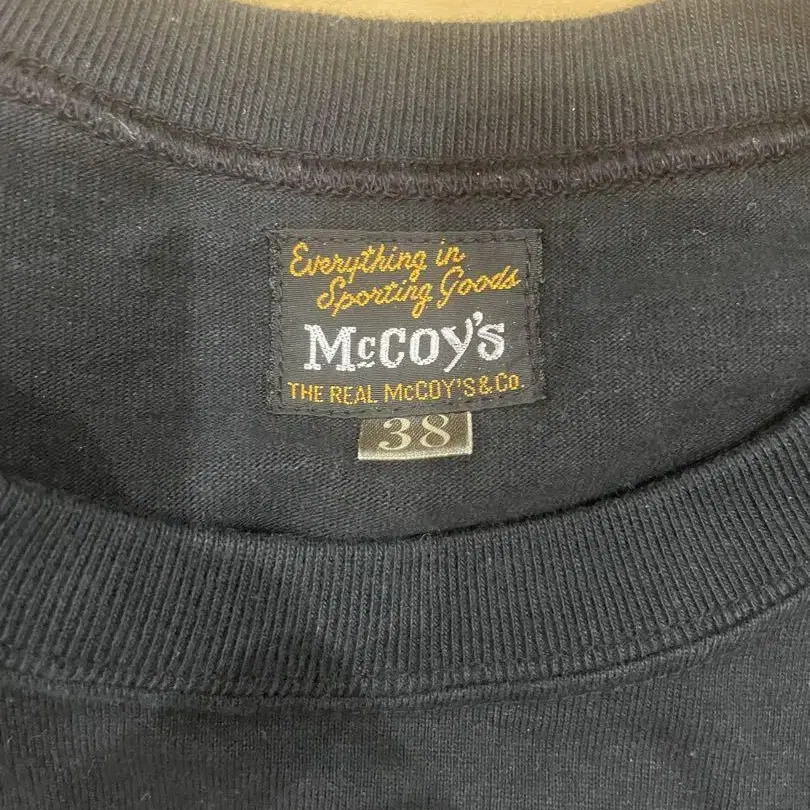 Everything in
Sporting Goods
McCOY'S
THE REAL McCOY'S & Co.
38